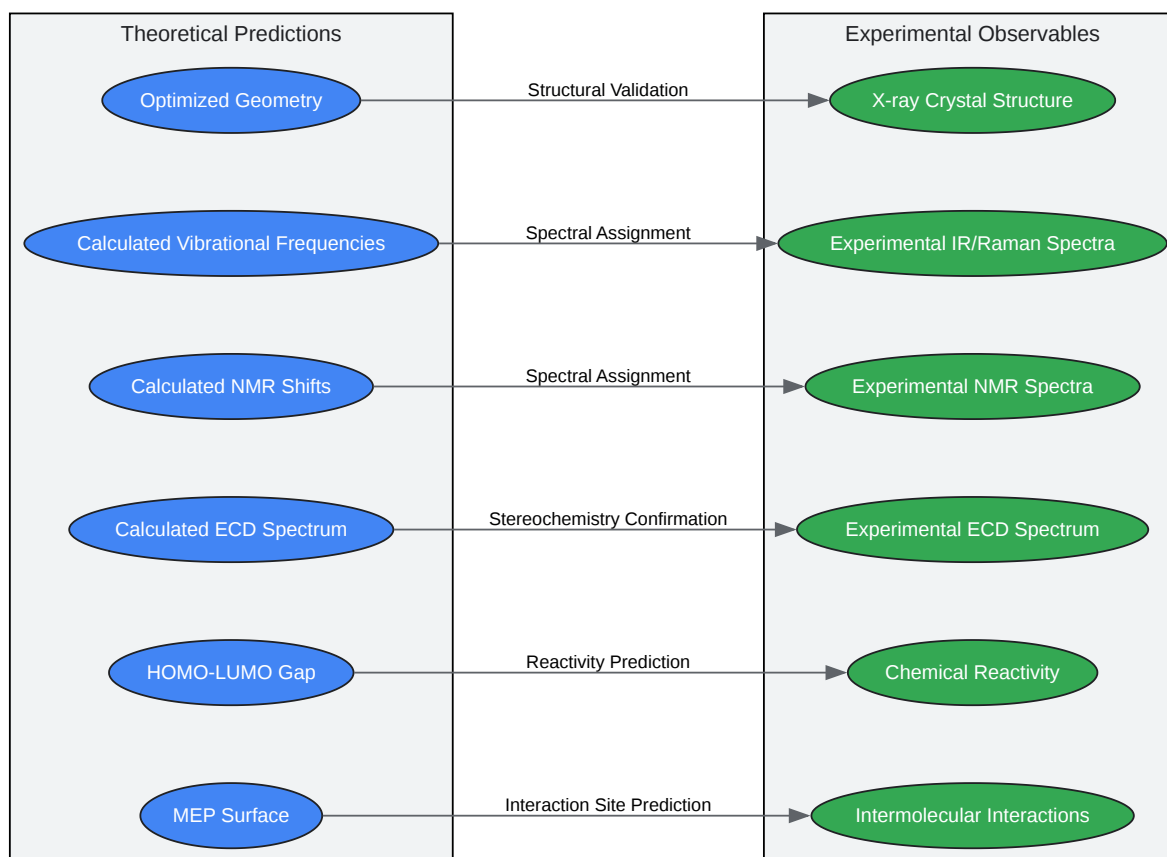 Theoretical Predictions
Experimental Observables
Optimized Geometry
Structural Validation
X-ray Crystal Structure
Calculated Vibrational Frequencies
Spectral Assignment
Experimental IR/Raman Spectra
Calculated NMR Shifts
Spectral Assignment
Experimental NMR Spectra
Calculated ECD Spectrum
Stereochemistry Confirmation
Experimental ECD Spectrum
HOMO-LUMO Gap
Reactivity Prediction
Chemical Reactivity
MEP Surface
Interaction Site Prediction
Intermolecular Interactions